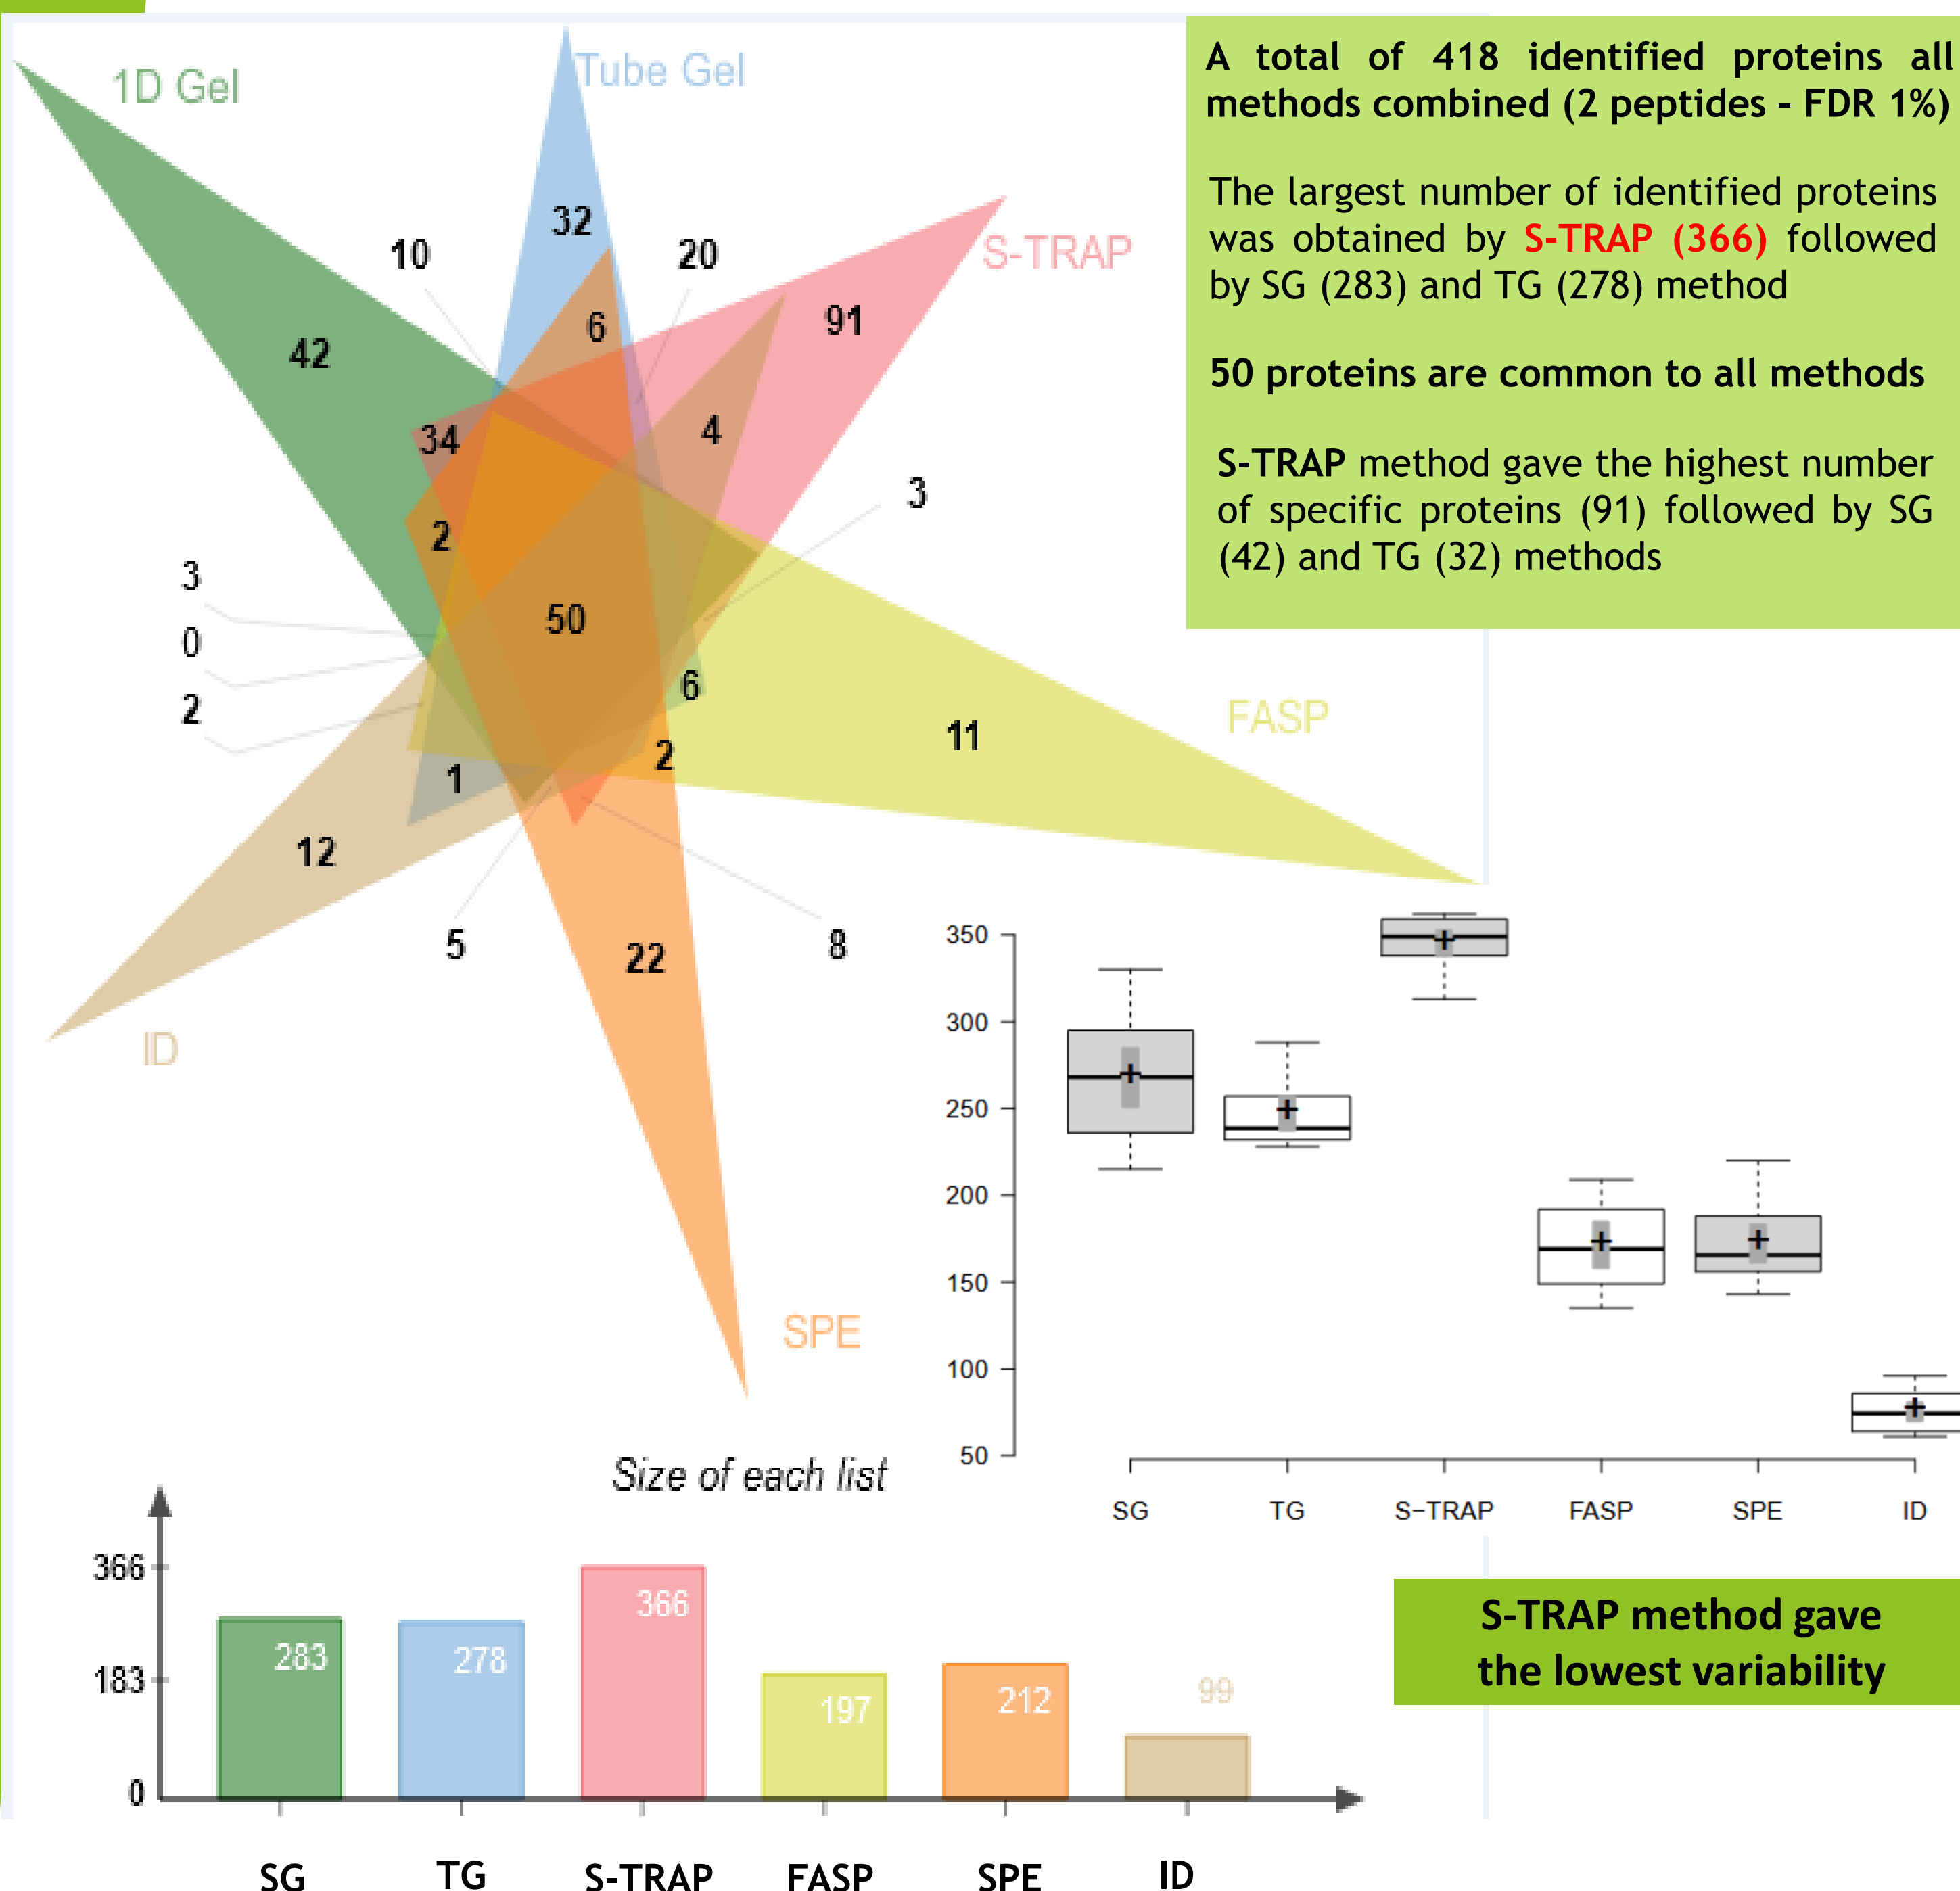 1D Gel
Tube Gel
S-TRAP
FASP
SPE
ID
32
10
20
6
91
42
34
4
3
2
3
50
0
2
6
11
2
1
12
5
22
8
A total of 418 identified proteins all
methods combined (2 peptides – FDR 1%)
The largest number of identified proteins
was obtained by S-TRAP (366) followed
by SG (283) and TG (278) method
50 proteins are common to all methods
S-TRAP method gave the highest number
of specific proteins (91) followed by SG
(42) and TG (32) methods
350
300
250
200
150
100
50
SG TG S-TRAP FASP SPE ID
S-TRAP method gave
the lowest variability
Size of each list
366
183
0
283
278
366
197
212
99
SG TG S-TRAP FASP SPE ID